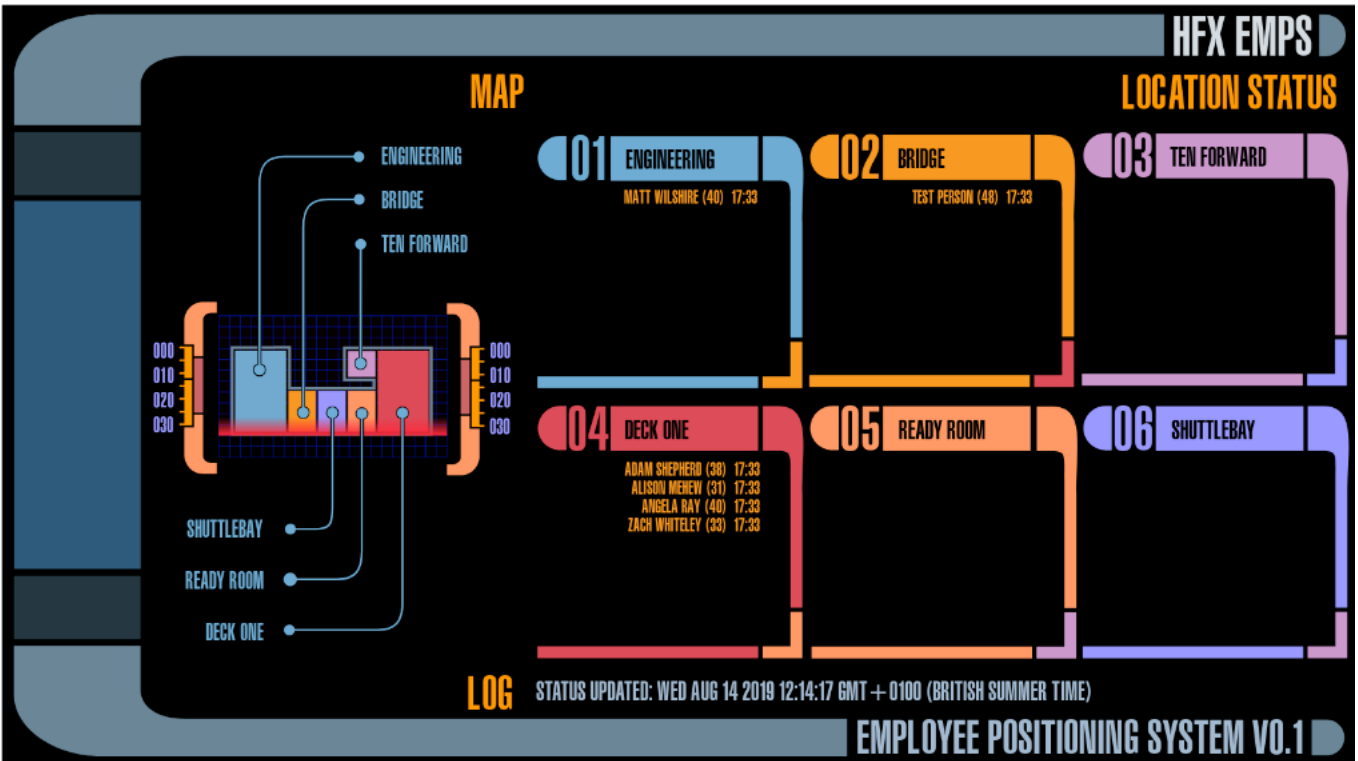 HFX EMPS
MAP
LOCATION STATUS
ENGINEERING
BRIDGE
TEN FORWARD
000
010
020
030
000
010
020
030
SHUTTLEBAY
READY ROOM
DECK ONE
01 ENGINEERING
MATT WILSHIRE (40) 17:33
02 BRIDGE
TEST PERSON (48) 17:33
03 TEN FORWARD
04 DECK ONE
ADAM SHEPHERD (38) 17:33
ALISON MEHEW (31) 17:33
ANGELA RAY (40) 17:33
ZACH WHITELEY (33) 17:33
05 READY ROOM
06 SHUTTLEBAY
LOG
STATUS UPDATED: WED AUG 14 2019 12:14:17 GMT+0100 (BRITISH SUMMER TIME)
EMPLOYEE POSITIONING SYSTEM V0.1